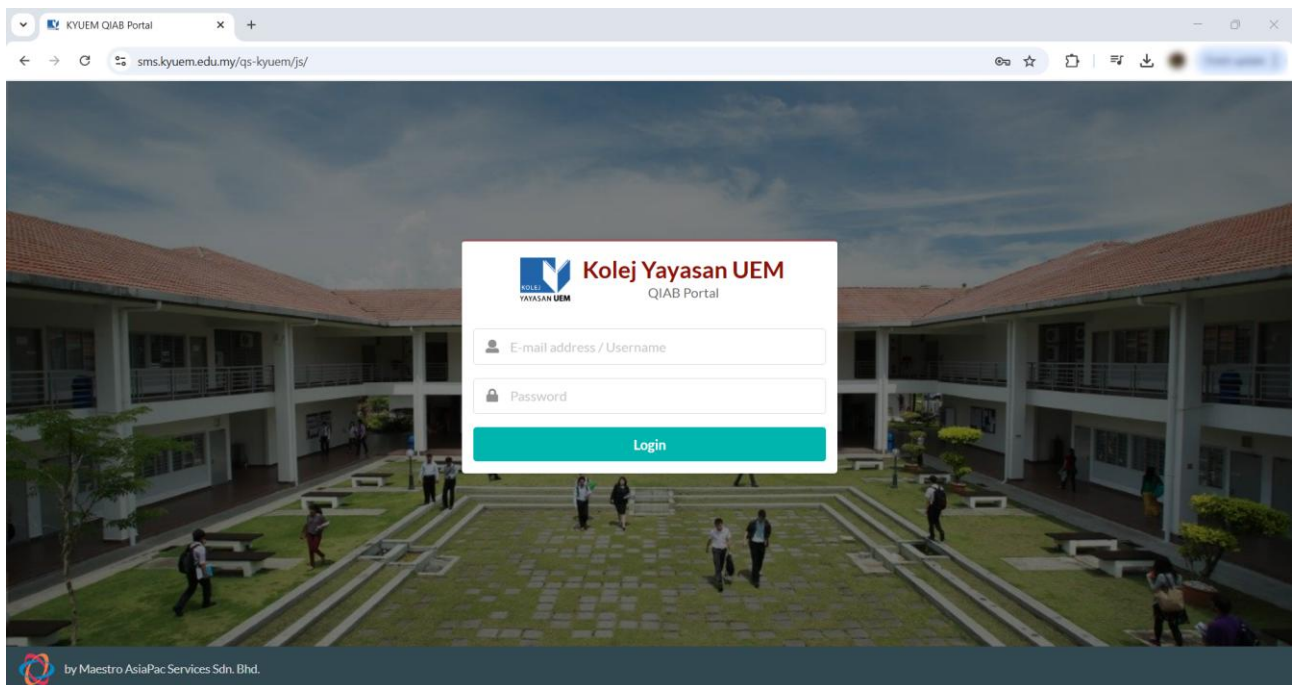 KYUEM QIAB Portal
sms.kyuem.edu.my/qs-kyuem/js/
KOLEJ
YAYASAN UEM
Kolej Yayasan UEM
QIAB Portal
E-mail address / Username
Password
Login
by Maestro AsiaPac Services Sdn. Bhd.